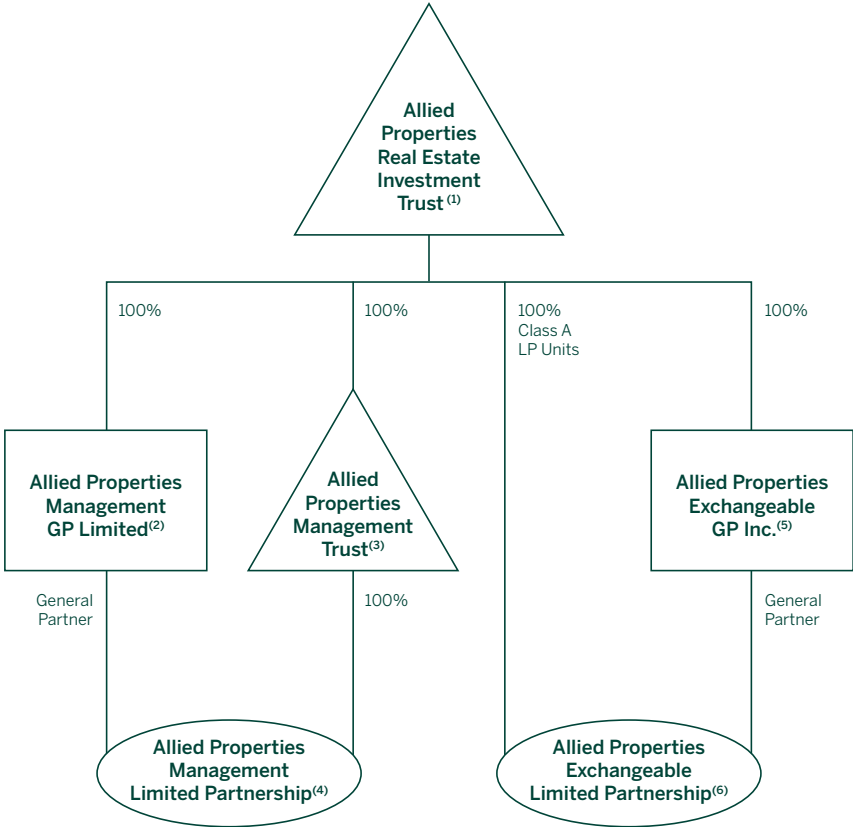 Allied
Properties
Real Estate
Investment
Trust (1)
100%
100%
100%
Class A
LP Units
100%
Allied Properties
Management
GP Limited(2)
Allied
Properties
Management
Trust(3)
Allied Properties
Exchangeable
GP Inc.(5)
General
Partner
100%
General
Partner
Allied Properties
Management
Limited Partnership(4)
Allied Properties
Exchangeable
Limited Partnership(6)